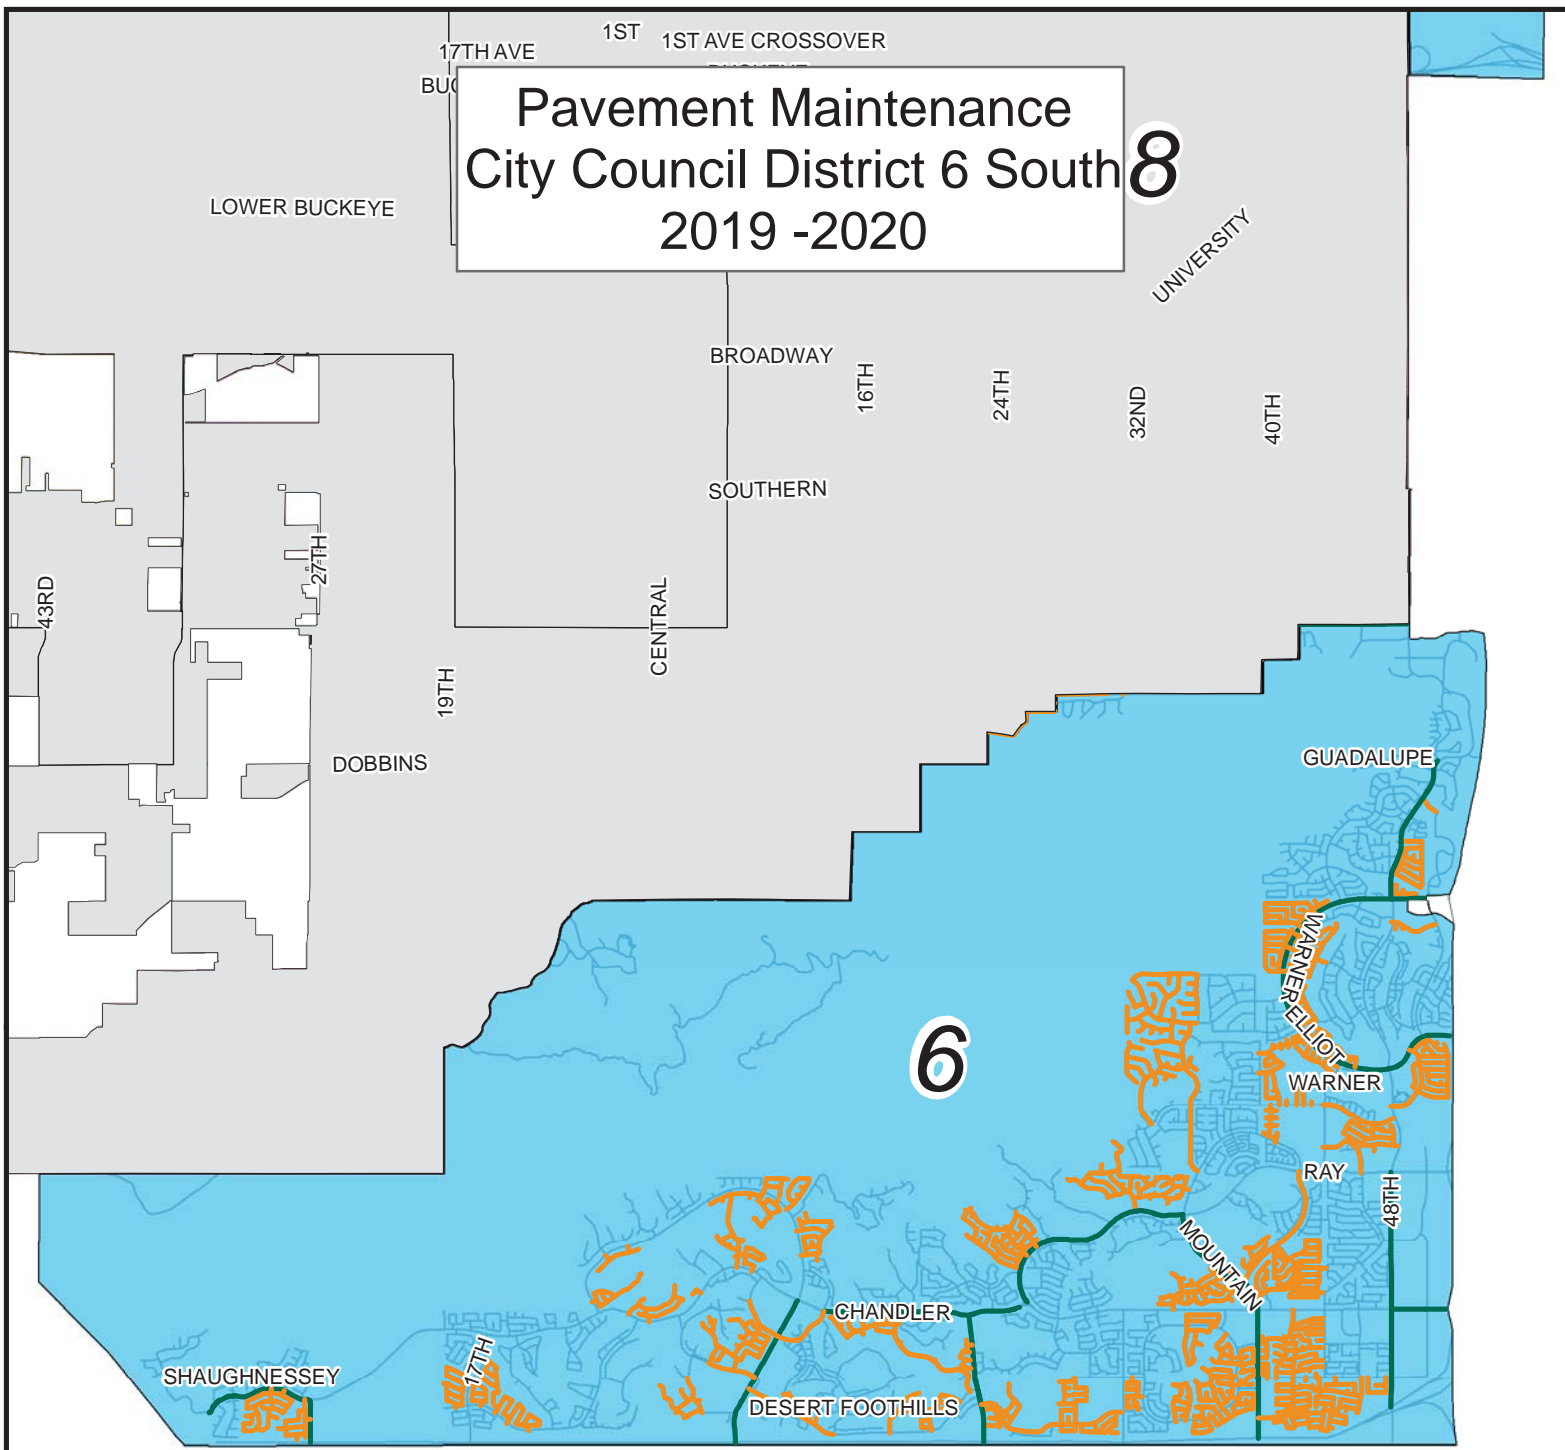 1ST
1ST AVE CROSSOVER
17TH AVE
Pavement Maintenance
City Council District 6 South
2019 -2020
8
LOWER BUCKEYE
UNIVERSITY
BROADWAY
16TH
24TH
32ND
40TH
SOUTHERN
27TH
43RD
CENTRAL
19TH
DOBBINS
GUADALUPE
WARNER ELLIOT
6
WARNER
RAY
48TH
MOUNTAIN
CHANDLER
17TH
SHAUGHNESSEY
DESERT FOOTHILLS